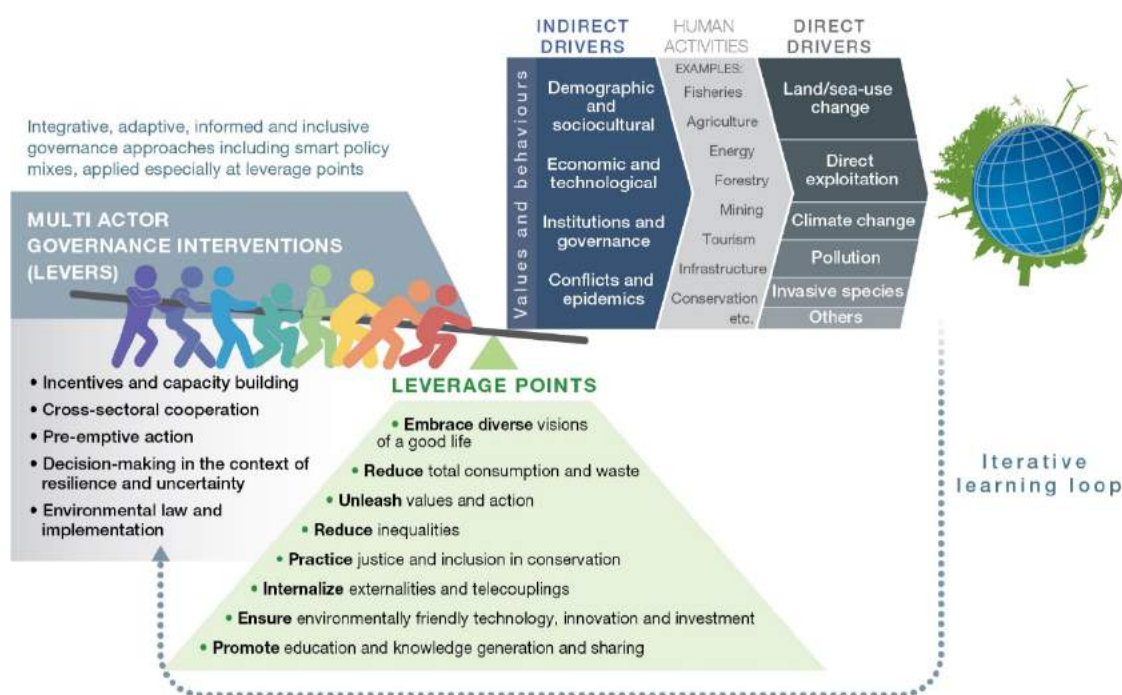 INDIRECT
DRIVERS
HUMAN
ACTIVITIES
DIRECT
DRIVERS
Values and behaviours
Demographic
and
sociocultural
Economic and
technological
Institutions and
governance
Conflicts and
epidemics
EXAMPLES:
Fisheries
Agriculture
Energy
Forestry
Mining
Tourism
Infrastructure
Conservation
etc.
Land/sea-use
change
Direct
exploitation
Climate change
Pollution
Invasive species
Others
Integrative, adaptive, informed and inclusive
governance approaches including smart policy
mixes, applied especially at leverage points
MULTI ACTOR
GOVERNANCE INTERVENTIONS
(LEVERS)
• Incentives and capacity building
• Cross-sectoral cooperation
• Pre-emptive action
• Decision-making in the context of
resilience and uncertainty
• Environmental law and
implementation
LEVERAGE POINTS
• Embrace diverse visions
of a good life
• Reduce total consumption and waste
• Unleash values and action
• Reduce inequalities
• Practice justice and inclusion in conservation
• Internalize externalities and telecouplings
• Ensure environmentally friendly technology, innovation and investment
• Promote education and knowledge generation and sharing
Iterative
learning loop